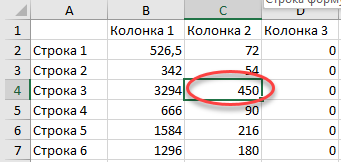 Строка форму
A B C D
1 Колонка 1 Колонка 2 Колонка 3
2 Строка 1 526,5 72 0
3 Строка 2 342 54 0
4 Строка 3 3294 450 0
5 Строка 4 666 90 0
6 Строка 5 1584 216 0
7 Строка 6 1296 180 0